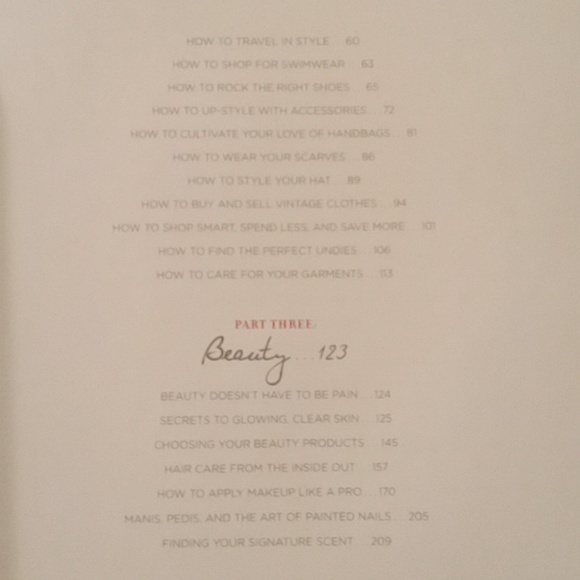 HOW TO TRAVEL IN STYLE...60
HOW TO SHOP FOR SWIMWEAR...63
HOW TO ROCK THE RIGHT SHOES...65
HOW TO UP-STYLE WITH ACCESSORIES...72
HOW TO CULTIVATE YOUR LOVE OF HANDBAGS...81
HOW TO WEAR YOUR SCARVES...86
HOW TO STYLE YOUR HAT...89
HOW TO BUY AND SELL VINTAGE CLOTHES...94
HOW TO SHOP SMART, SPEND LESS, AND SAVE MORE...101
HOW TO FIND THE PERFECT UNDIES...106
HOW TO CARE FOR YOUR GARMENTS...113
PART THREE:
Beauty...123
BEAUTY DOESN'T HAVE TO BE PAIN...124
SECRETS TO GLOWING, CLEAR SKIN...125
CHOOSING YOUR BEAUTY PRODUCTS...145
HAIR CARE FROM THE INSIDE OUT...157
HOW TO APPLY MAKEUP LIKE A PRO...170
MANIS, PEDIS, AND THE ART OF PAINTED NAILS...205
FINDING YOUR SIGNATURE SCENT...209